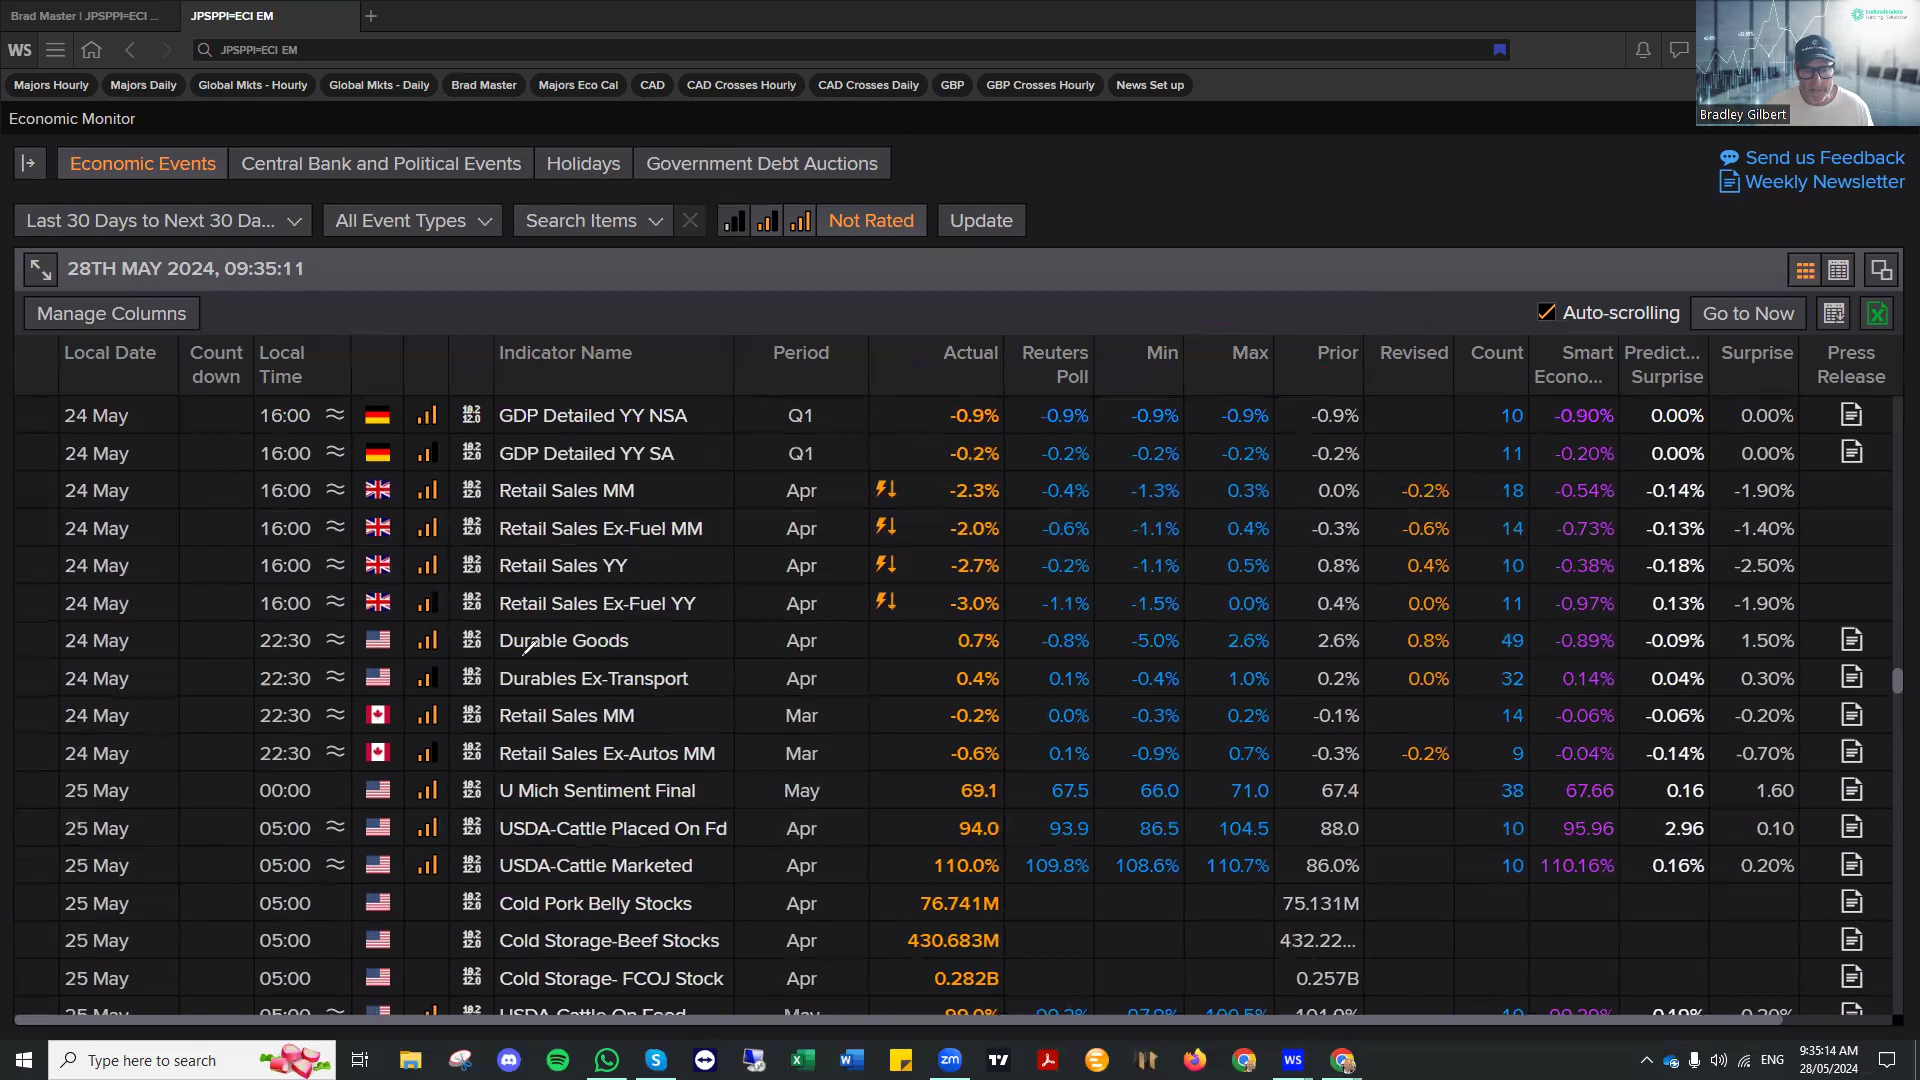 Brad Master | JPSPPI=ECI ...
JPSPPI=ECI EM
WS
JPSPPI=ECI EM
Majors Hourly Majors Daily Global Mkts - Hourly Global Mkts - Daily Brad Master Majors Eco Cal CAD CAD Crosses Hourly CAD Crosses Daily GBP GBP Crosses Hourly News Set up
Bradley Gilbert
Economic Monitor
Economic Events Central Bank and Political Events Holidays Government Debt Auctions
Send us Feedback
Weekly Newsletter
Last 30 Days to Next 30 Da... All Event Types Search Items Not Rated Update
28TH MAY 2024, 09:35:11
Manage Columns Auto-scrolling Go to Now
Local Date Count down Local Time Indicator Name Period Actual Reuters Poll Min Max Prior Revised Count Smart Econo... Predict... Surprise Surprise Press Release
24 May 16:00 GDP Detailed YY NSA Q1 -0.9% -0.9% -0.9% -0.9% -0.9% 10 -0.90% 0.00% 0.00%
24 May 16:00 GDP Detailed YY SA Q1 -0.2% -0.2% -0.2% -0.2% -0.2% 11 -0.20% 0.00% 0.00%
24 May 16:00 Retail Sales MM Apr -2.3% -0.4% -1.3% 0.3% 0.0% -0.2% 18 -0.54% -0.14% -1.90%
24 May 16:00 Retail Sales Ex-Fuel MM Apr -2.0% -0.6% -1.1% 0.4% -0.3% -0.6% 14 -0.73% -0.13% -1.40%
24 May 16:00 Retail Sales YY Apr -2.7% -0.2% -1.1% 0.5% 0.8% 0.4% 10 -0.38% -0.18% -2.50%
24 May 16:00 Retail Sales Ex-Fuel YY Apr -3.0% -1.1% -1.5% 0.0% 0.4% 0.0% 11 -0.97% 0.13% -1.90%
24 May 22:30 Durable Goods Apr 0.7% -0.8% -5.0% 2.6% 2.6% 0.8% 49 -0.89% -0.09% 1.50%
24 May 22:30 Durables Ex-Transport Apr 0.4% 0.1% -0.4% 1.0% 0.2% 0.0% 32 0.14% 0.04% 0.30%
24 May 22:30 Retail Sales MM Mar -0.2% 0.0% -0.3% 0.2% -0.1% 14 -0.06% -0.06% -0.20%
24 May 22:30 Retail Sales Ex-Autos MM Mar -0.6% 0.1% -0.9% 0.7% -0.3% -0.2% 9 -0.04% -0.14% -0.70%
25 May 00:00 U Mich Sentiment Final May 69.1 67.5 66.0 71.0 67.4 38 67.66 0.16 1.60
25 May 05:00 USDA-Cattle Placed On Fd Apr 94.0 93.9 86.5 104.5 88.0 10 95.96 2.96 0.10
25 May 05:00 USDA-Cattle Marketed Apr 110.0% 109.8% 108.6% 110.7% 86.0% 10 110.16% 0.16% 0.20%
25 May 05:00 Cold Pork Belly Stocks Apr 76.741M 75.131M
25 May 05:00 Cold Storage-Beef Stocks Apr 430.683M 432.22...
25 May 05:00 Cold Storage- FCOJ Stock Apr 0.282B 0.257B
25 May 05:00 USDA-Cattle On Feed May 99.0%
Type here to search
ENG
9:35:14 AM
28/05/2024